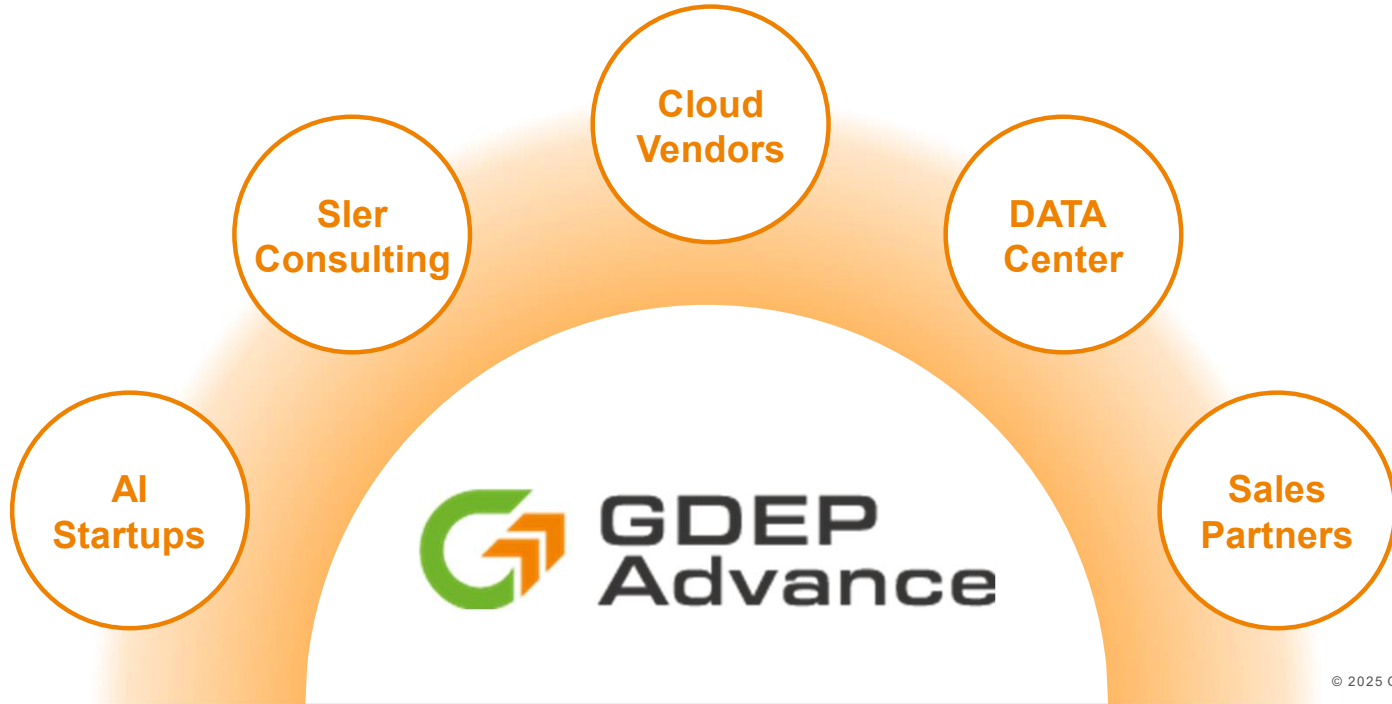 Cloud
Vendors
SIer
Consulting
DATA
Center
AI
Startups
Sales
Partners
GDEP
Advance
© 2025